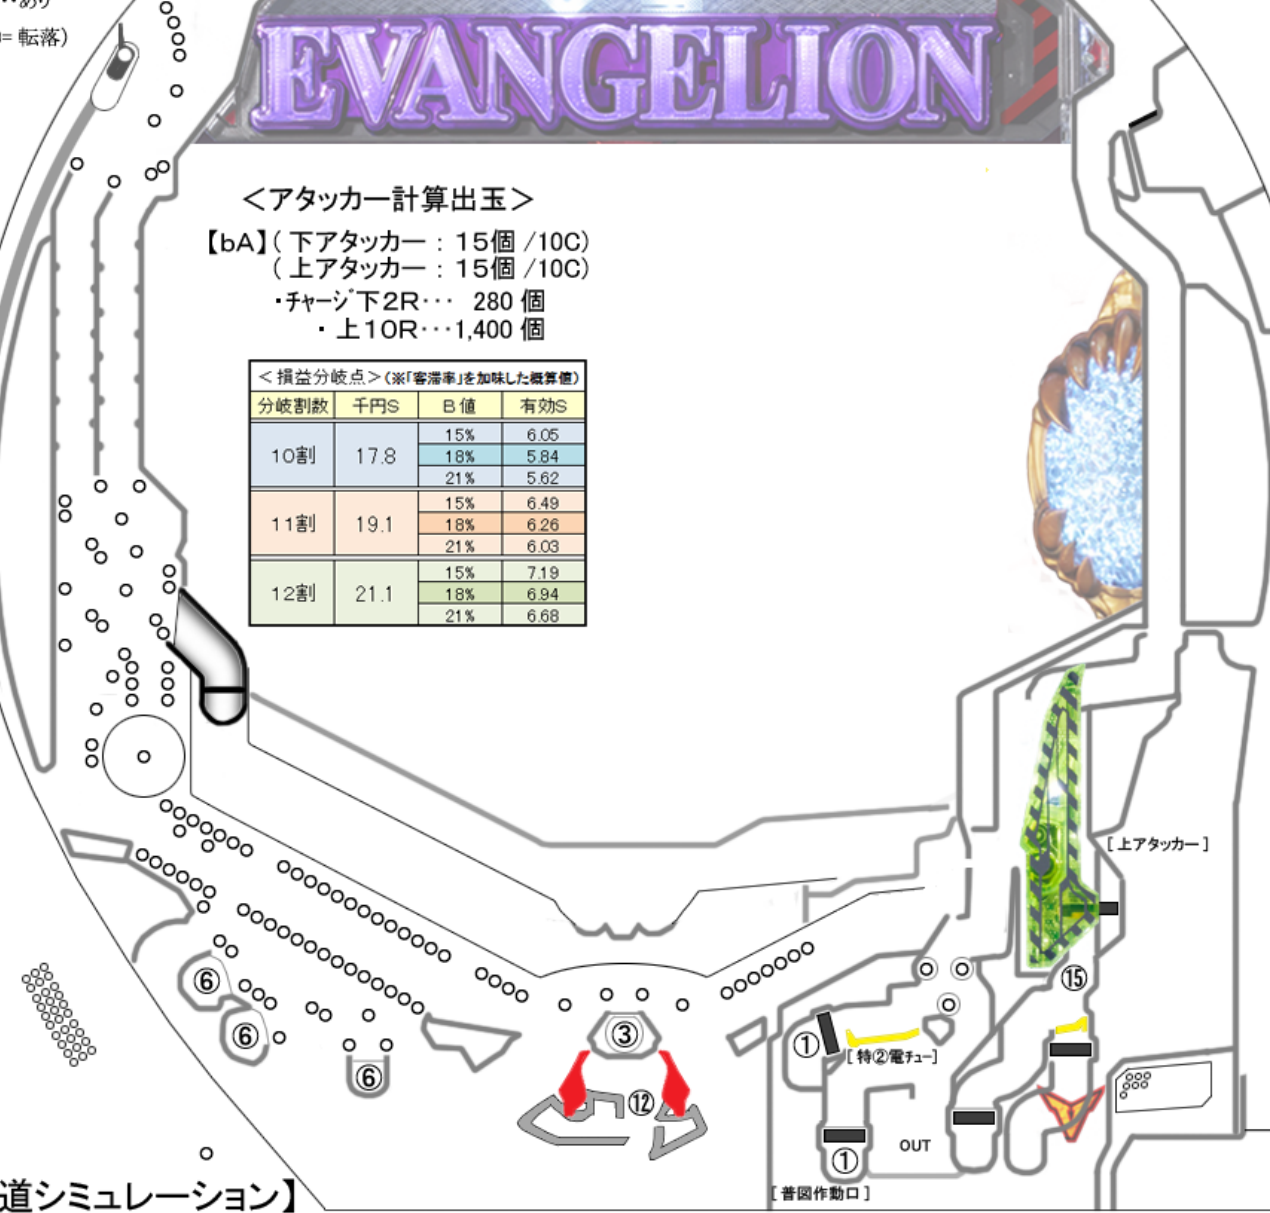 ･･あり
= 転落）
EVANGELION
＜アタッカー計算出玉＞
【bA】( 下アタッカー : １５個 /10C)
( 上アタッカー : １５個 /10C)
・チャージ下２Ｒ･･･ 280 個
・上１０Ｒ･･･1,400 個
＜損益分岐点＞(※｢客滞率｣を加味した概算値)
分岐割数 千円S B値 有効S
10割 17.8 15% 6.05
18% 5.84
21% 5.62
11割 19.1 15% 6.49
18% 6.26
21% 6.03
12割 21.1 15% 7.19
18% 6.94
21% 6.68
[ 上アタッカー ]
⑥
⑮
⑥
③
①
[ 特②電チュー]
⑥
⑫
OUT
①
[ 普図作動口 ]
道シミュレーション】